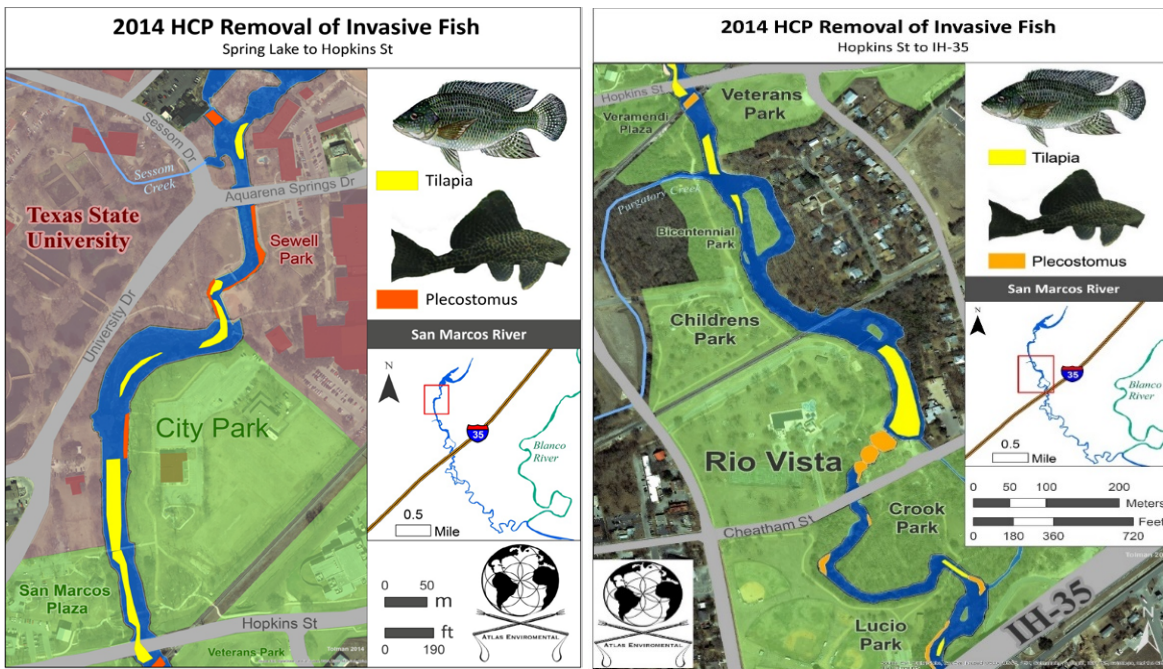 2014 HCP Removal of Invasive Fish
Spring Lake to Hopkins St
Sessom Dr
Sessom
Creek
Aquarena Springs Dr
Texas State
University
Sewell
Park
University Dr
City Park
San Marcos
Plaza
Hopkins St
Veterans Park
Tolman 2014
Tilapia
Plecostomus
San Marcos River
N
35
Blanco
River
0.5
Mile
0 50
m
ft
0 190
ATLAS ENVIROMENTAL
2014 HCP Removal of Invasive Fish
Hopkins St to IH-35
Hopkins St
Veramendi
Plaza
Veterans
Park
Purgatory Creek
Bicentennial Park
Childrens
Park
Rio Vista
Cheatham St
Crook
Park
Lucio
Park
IH-35
N
ATLAS ENVIROMENTAL
Tilapia
Plecostomus
San Marcos River
N
35
Blanco
River
0.5
Mile
0 50 100 200
Meters
Feet
0 180 360 720